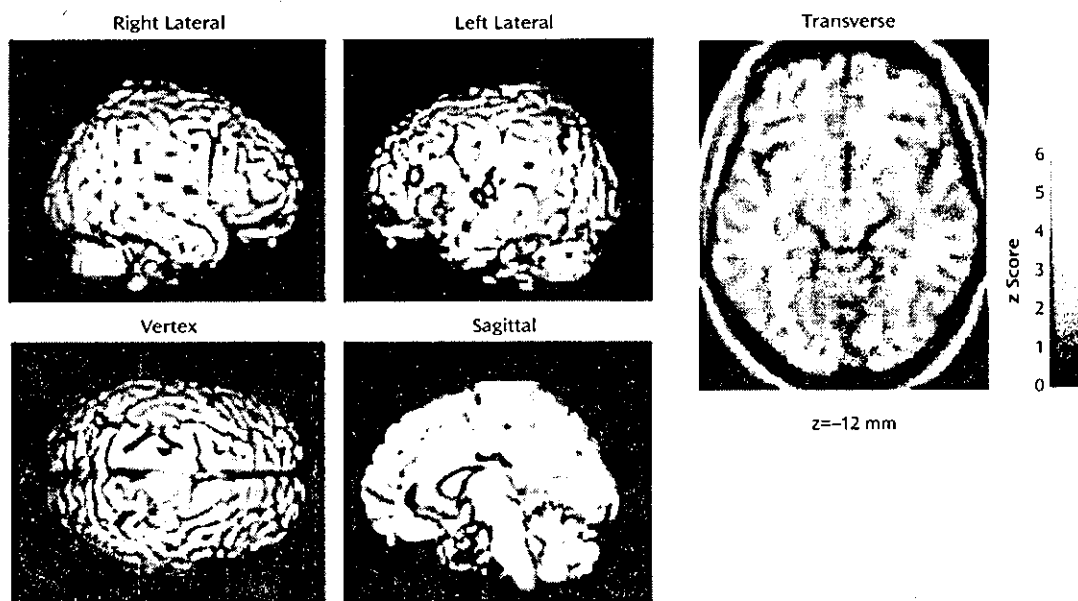 Right Lateral
Left Lateral
Transverse
Vertex
Sagittal
z=–12 mm
z Score
6
5
4
3
2
1
0